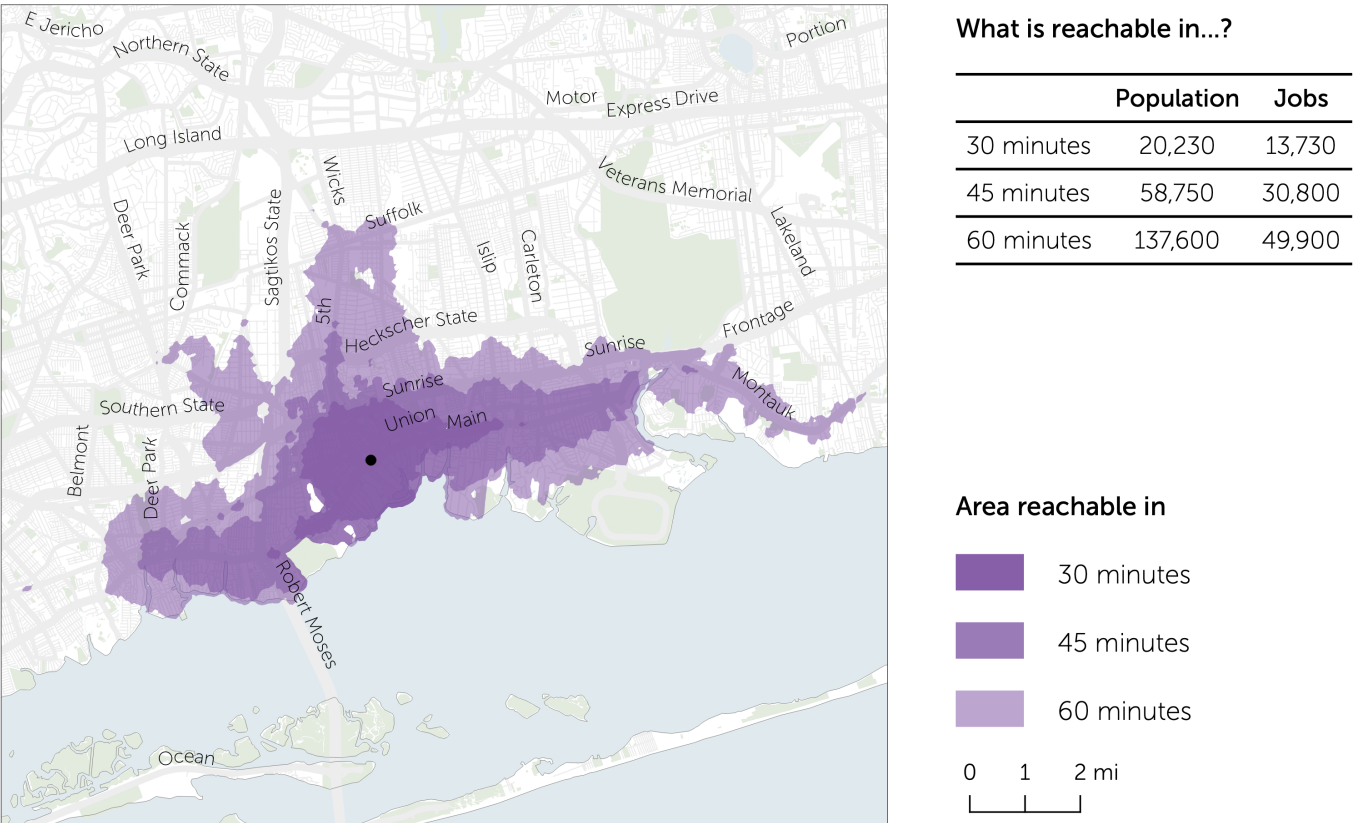 E Jericho
Northern State
Portion
Motor
Express Drive
Long Island
Wicks
Veterans Memorial
Suffolk
Deer Park
Commack
Sagtikos State
Islip
Carleton
Lakeland
5th
Heckscher State
Frontage
Sunrise
Sunrise
Montauk
Southern State
Union
Main
Belmont
Deer Park
Robert Moses
Ocean
What is reachable in...?
Population Jobs
30 minutes 20,230 13,730
45 minutes 58,750 30,800
60 minutes 137,600 49,900
Area reachable in
30 minutes
45 minutes
60 minutes
0 1 2 mi